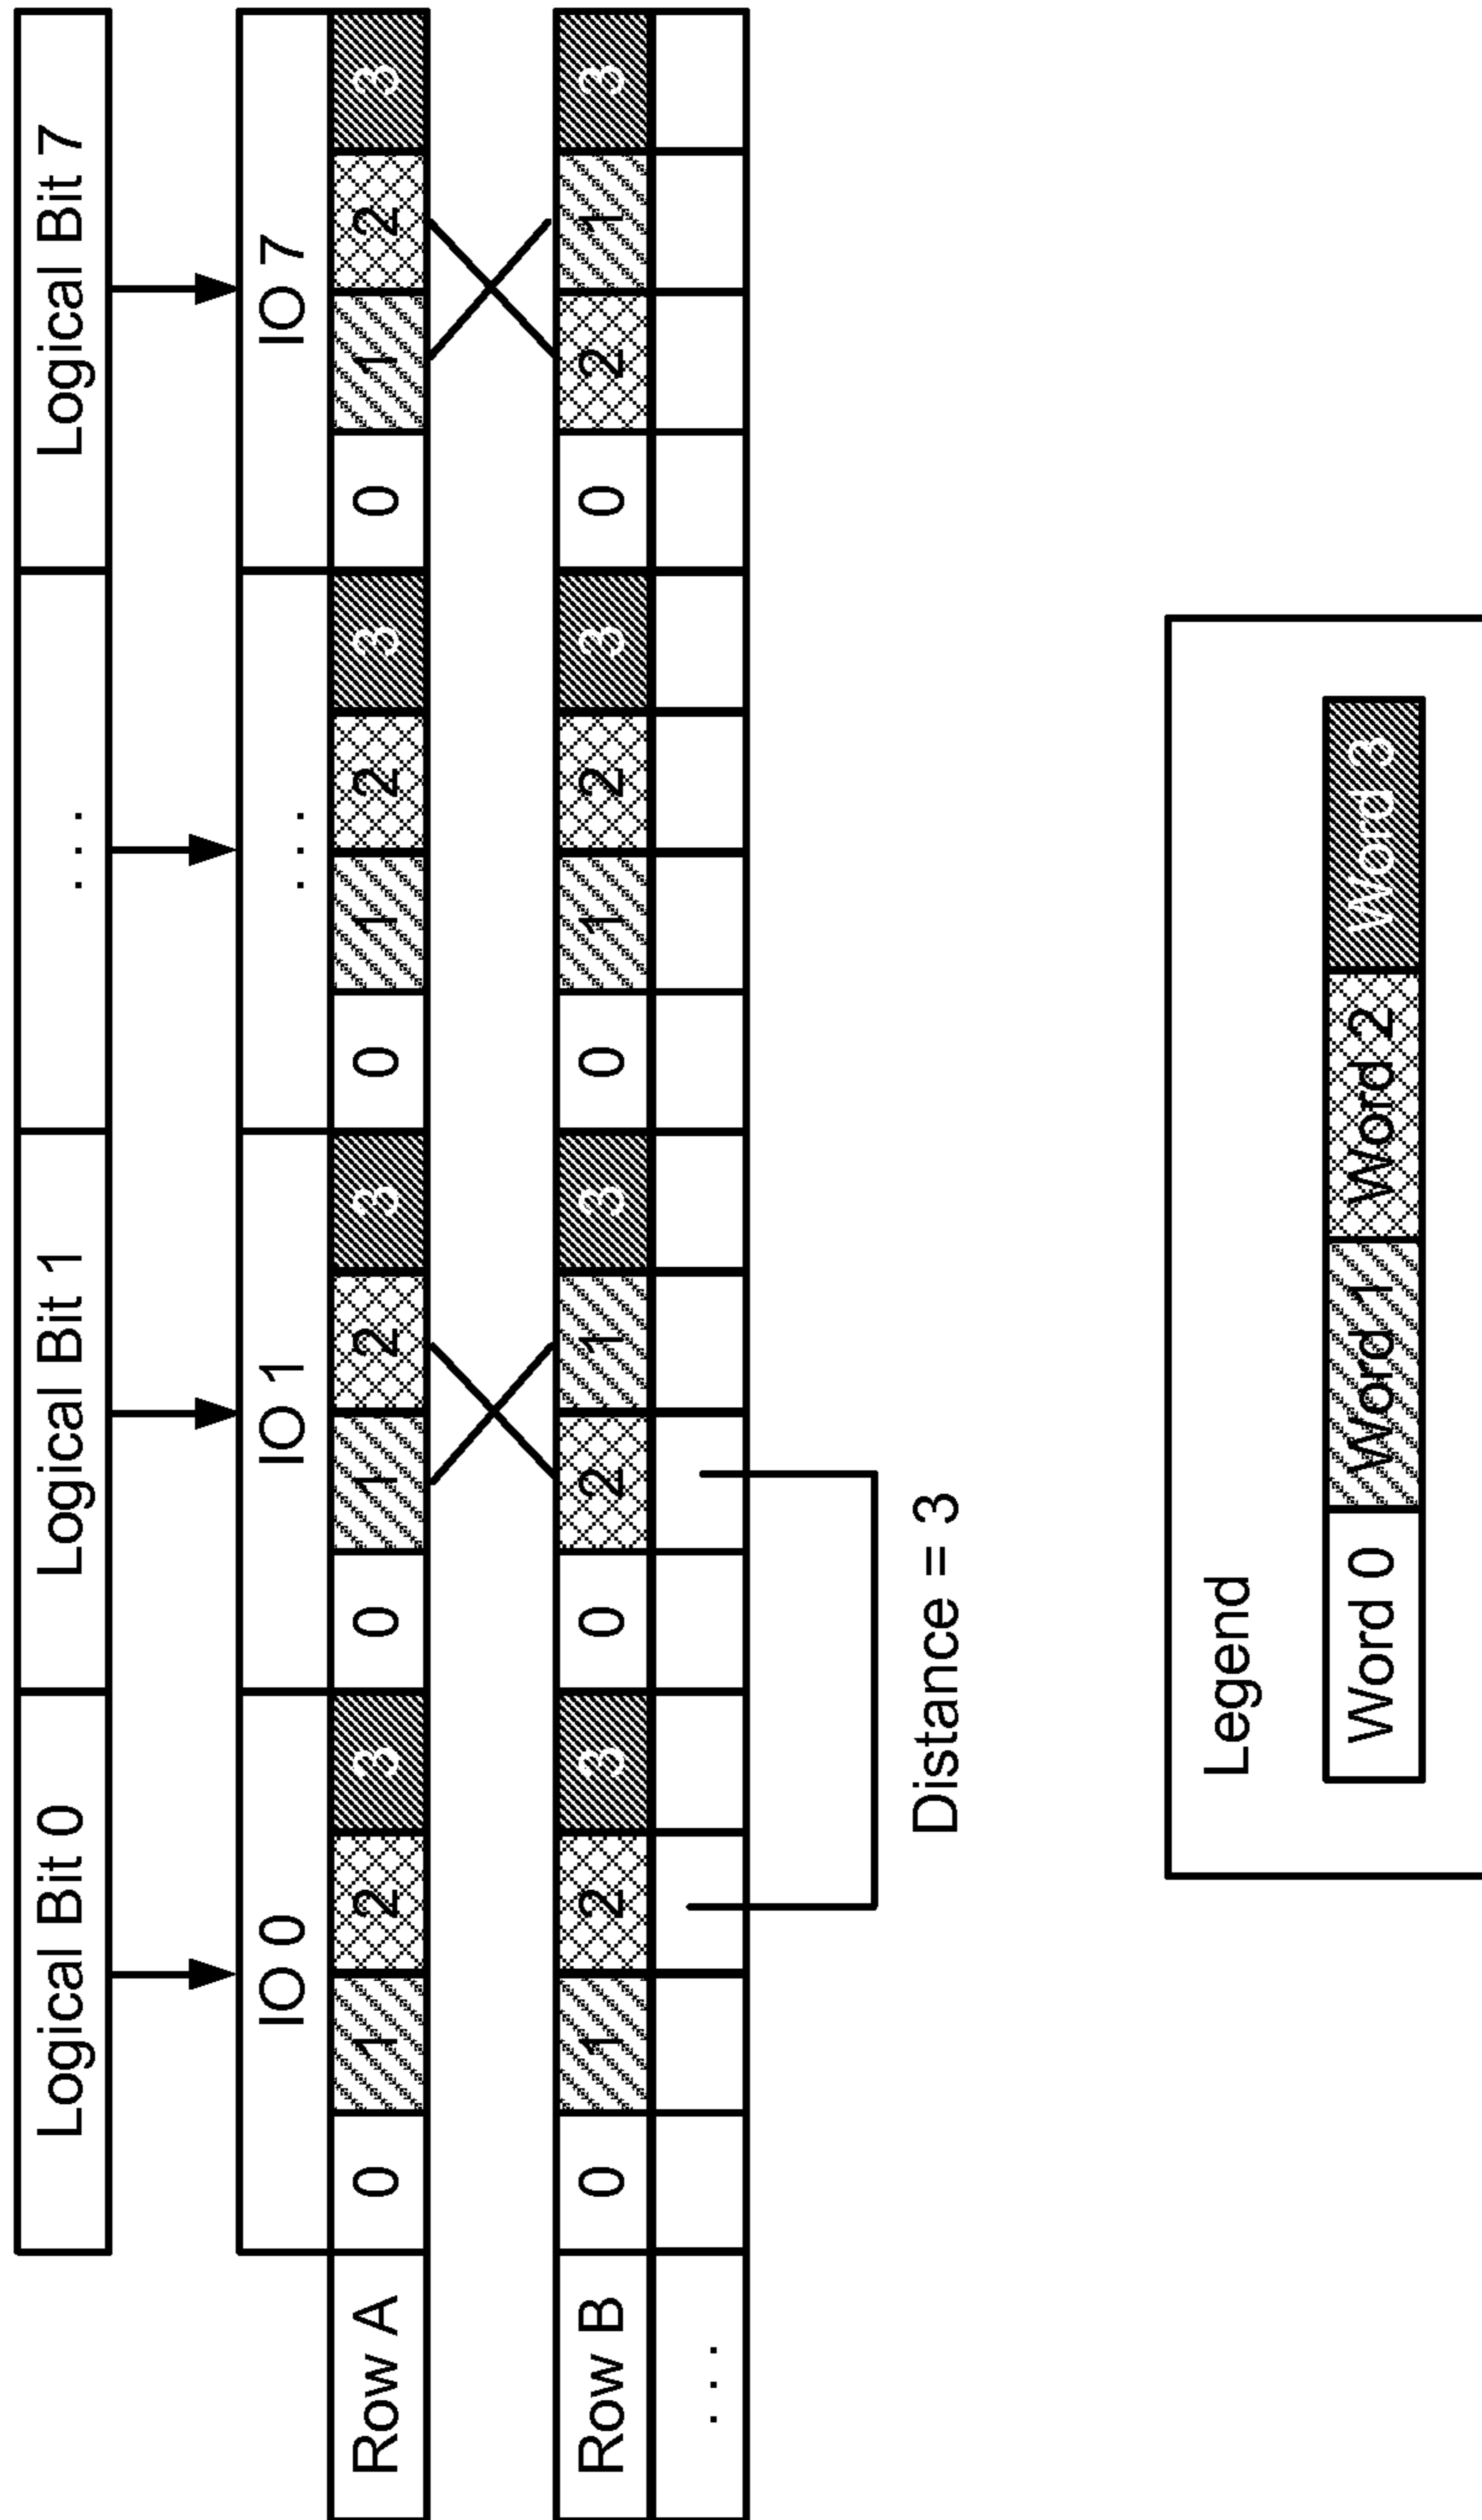 Logical Bit 0 Logical Bit 1 . . . Logical Bit 7
IO 0 IO 1 . . . IO 7
Row A 0 1 2 3 0 1 2 3 0 1 2 3 0 1 2 3
Row B 0 1 2 3 0 2 1 3 0 1 2 3 0 2 1 3
. . .
Distance = 3
Legend
Word 0 Word 1 Word 2 Word 3